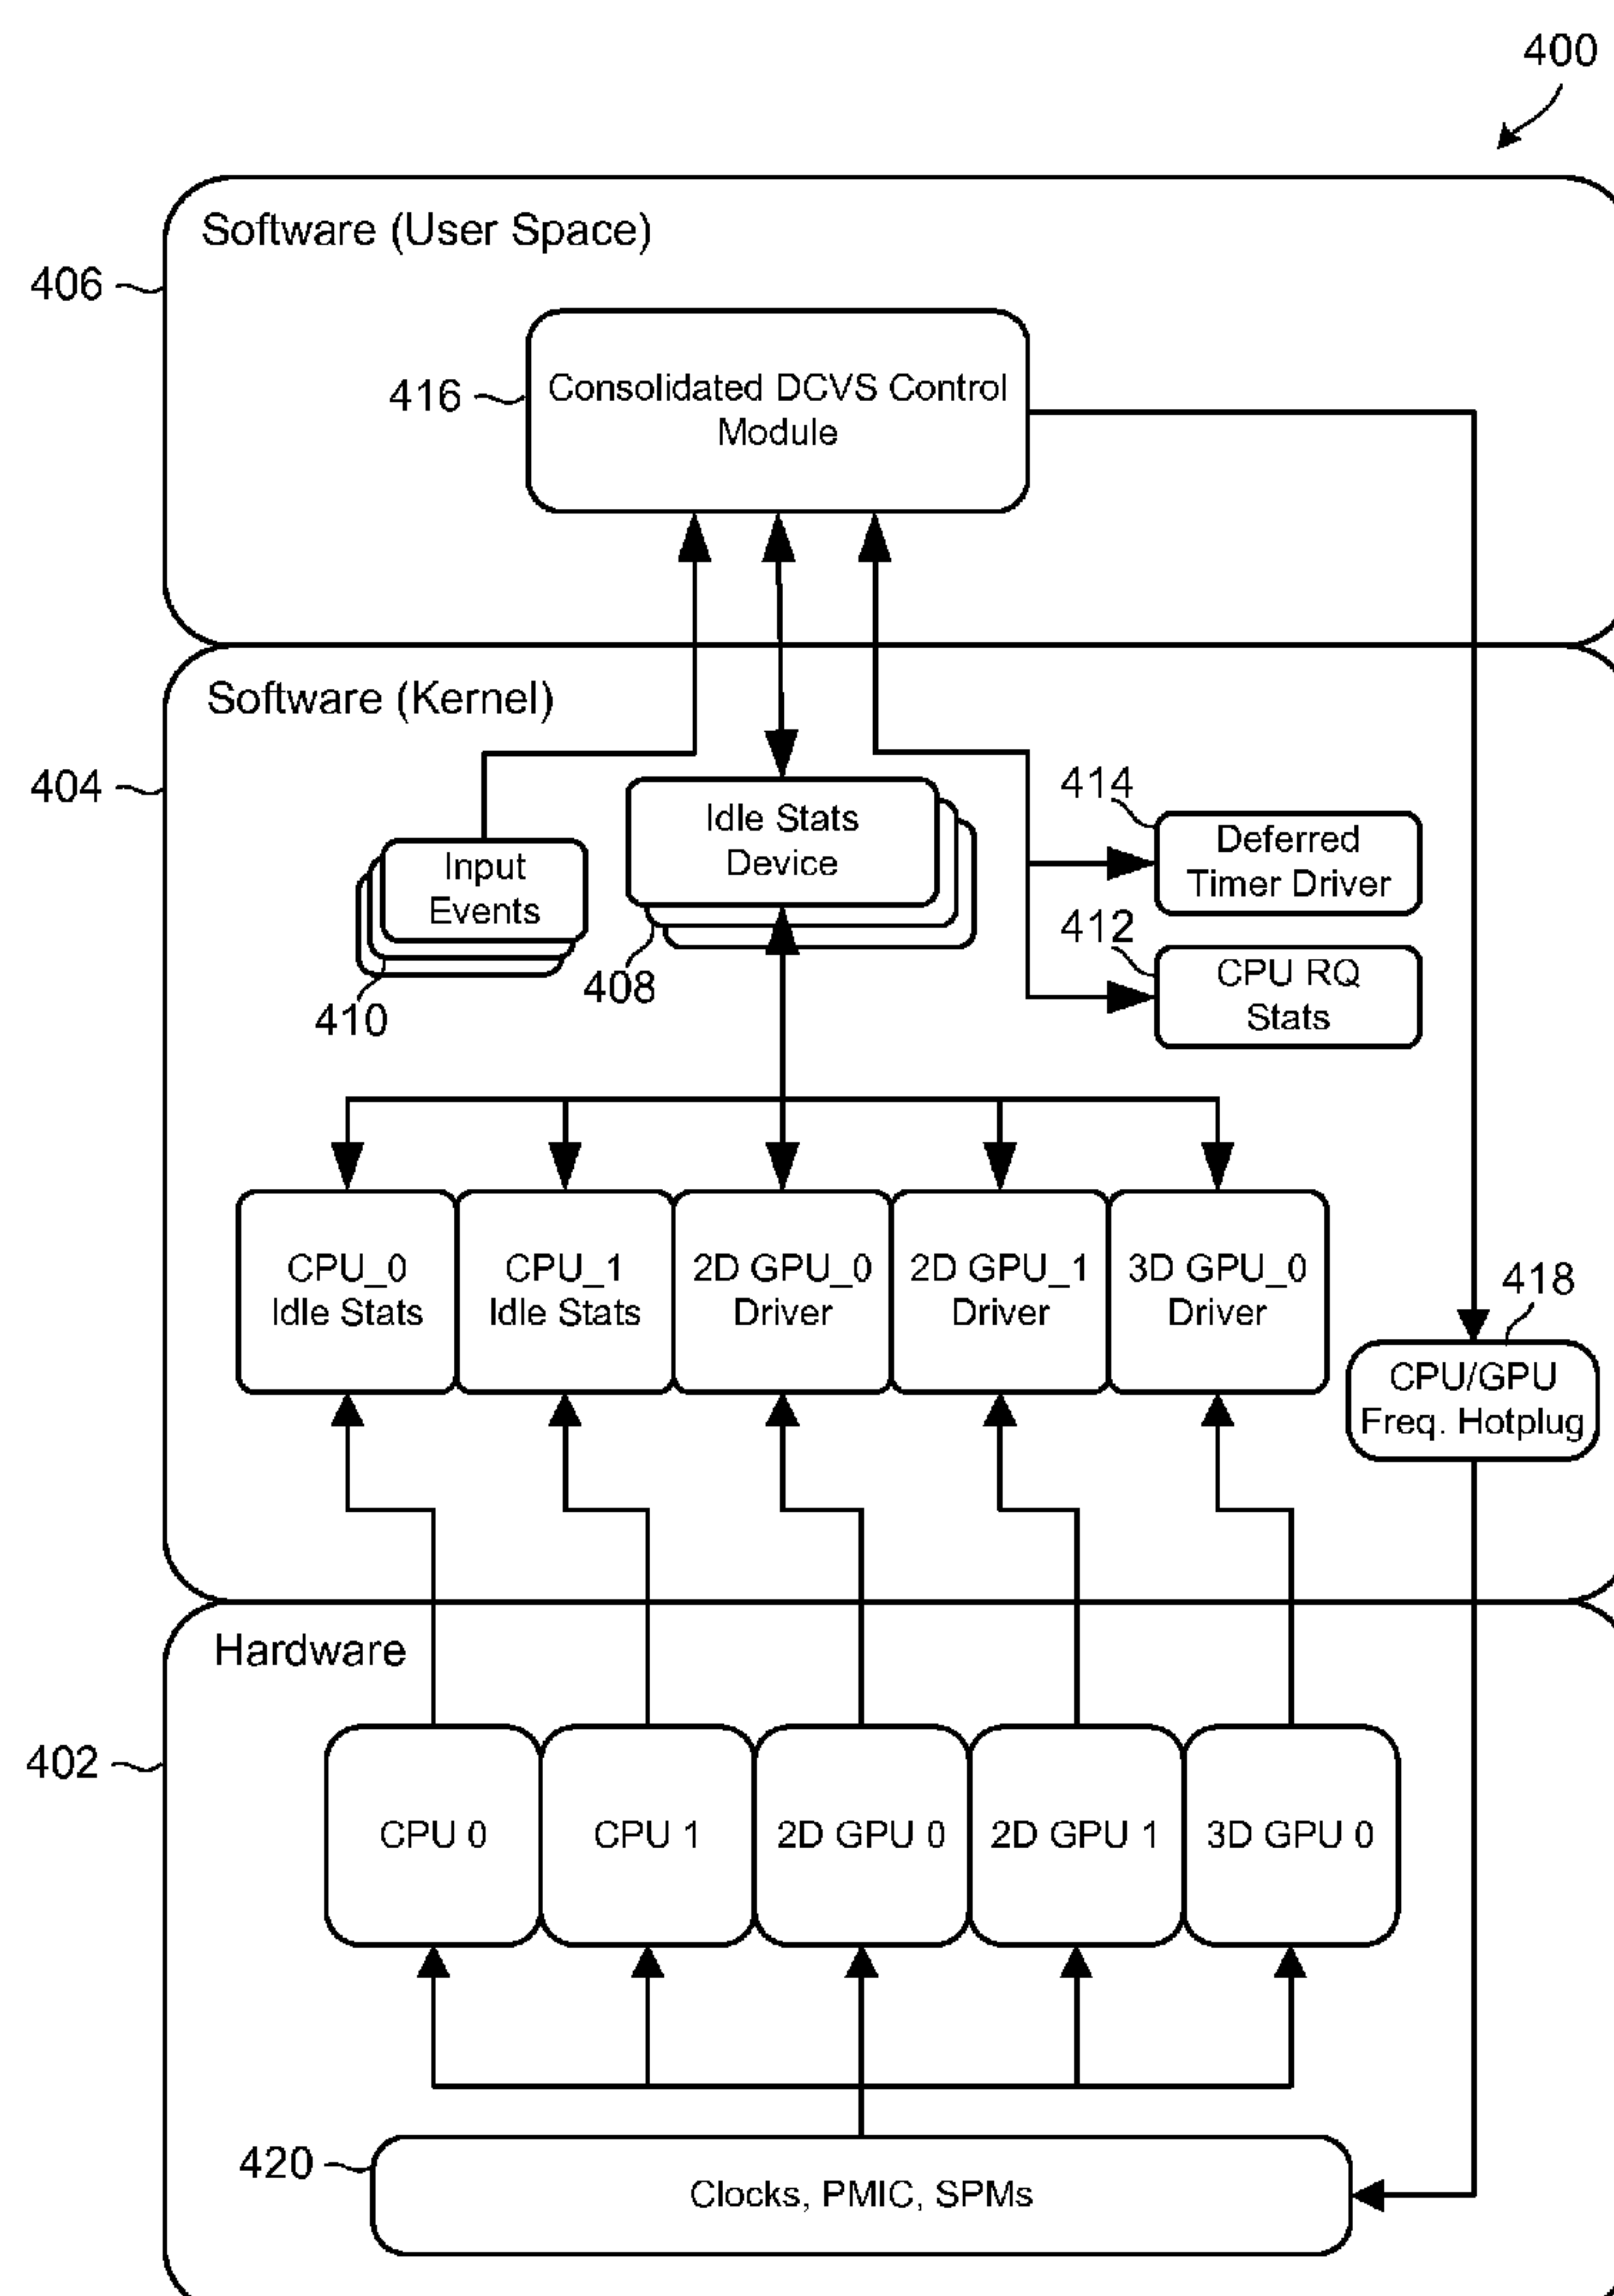 400
Software (User Space)
406
416
Consolidated DCVS Control
Module
Software (Kernel)
404
Input
Events
410
Idle Stats
Device
408
414
Deferred
Timer Driver
412
CPU RQ
Stats
CPU_0
Idle Stats
CPU_1
Idle Stats
2D GPU_0
Driver
2D GPU_1
Driver
3D GPU_0
Driver
418
CPU/GPU
Freq. Hotplug
Hardware
402
CPU 0
CPU 1
2D GPU 0
2D GPU 1
3D GPU 0
420
Clocks, PMIC, SPMs